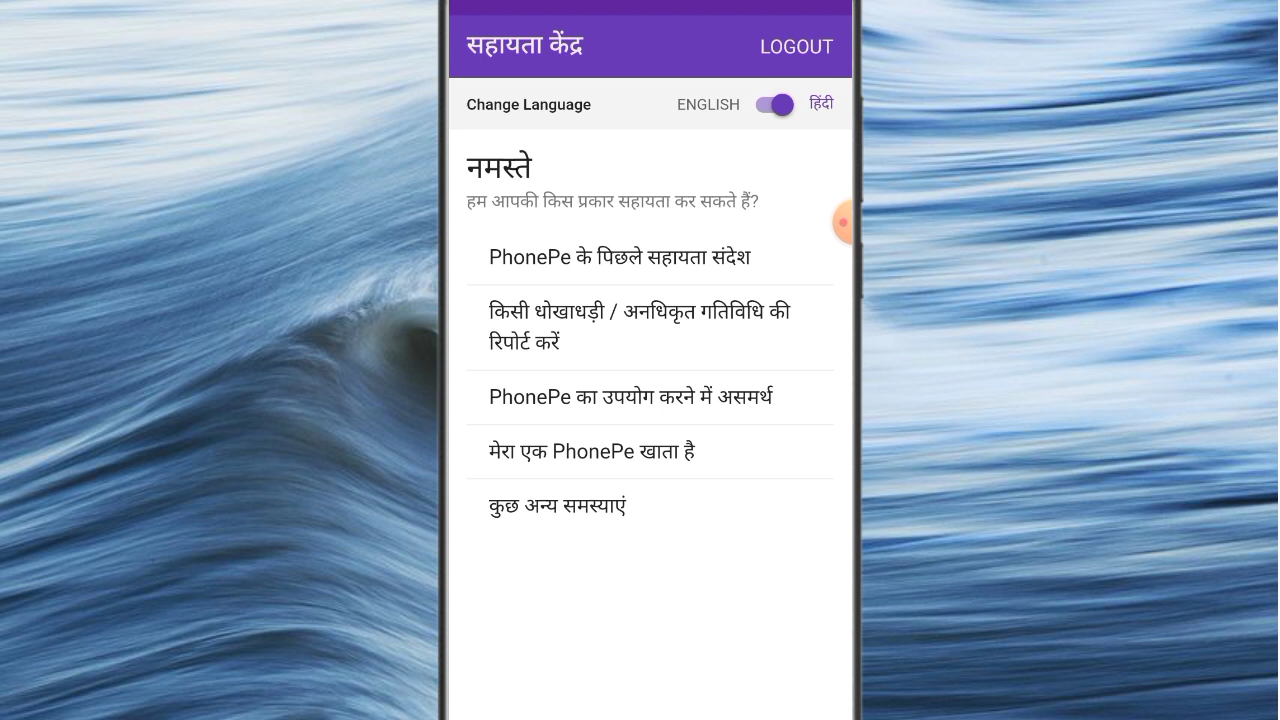 सहायता केंद्र LOGOUT
Change Language ENGLISH हिंदी
नमस्ते
हम आपकी किस प्रकार सहायता कर सकते हैं?
PhonePe के पिछले सहायता संदेश
किसी धोखाधड़ी / अनधिकृत गतिविधि की
रिपोर्ट करें
PhonePe का उपयोग करने में असमर्थ
मेरा एक PhonePe खाता है
कुछ अन्य समस्याएं